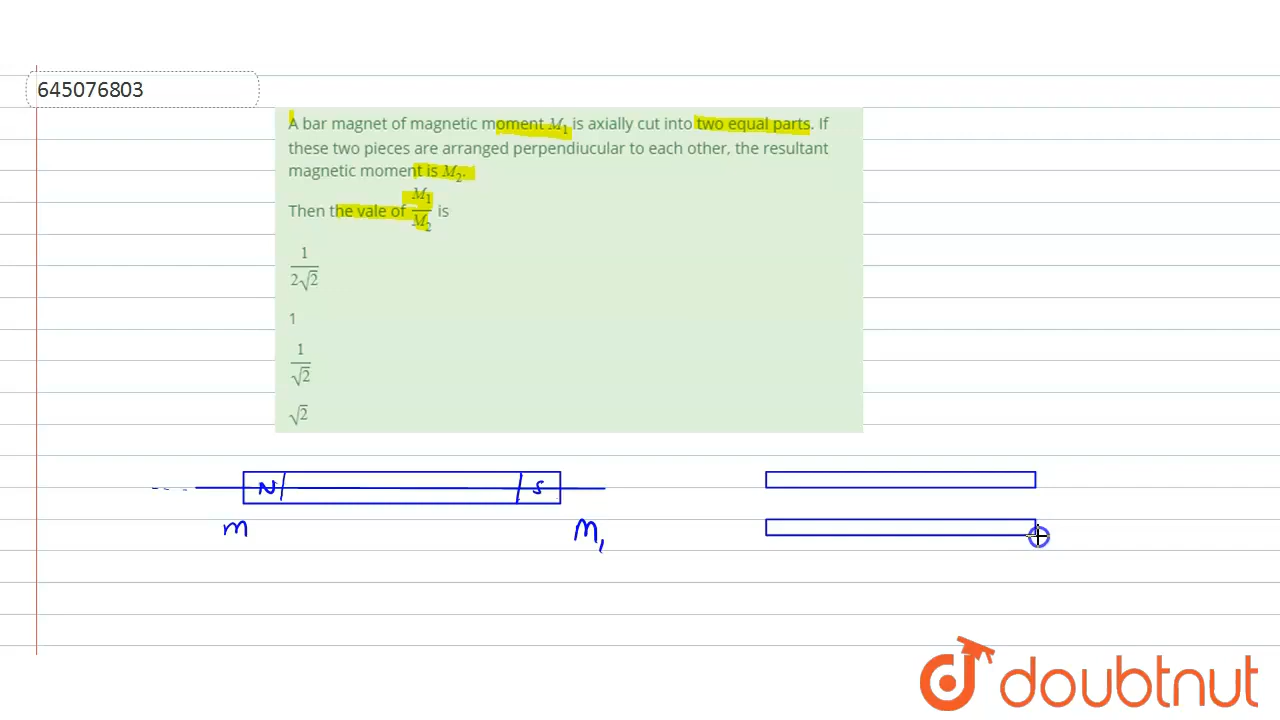 645076803
A bar magnet of magnetic moment M₁ is axially cut into two equal parts. If
these two pieces are arranged perpendiucular to each other, the resultant
magnetic moment is M₂.
Then the vale of M₁/M₂ is
1/2√2
1
1/√2
√2
N S
m M₁
doubtnut